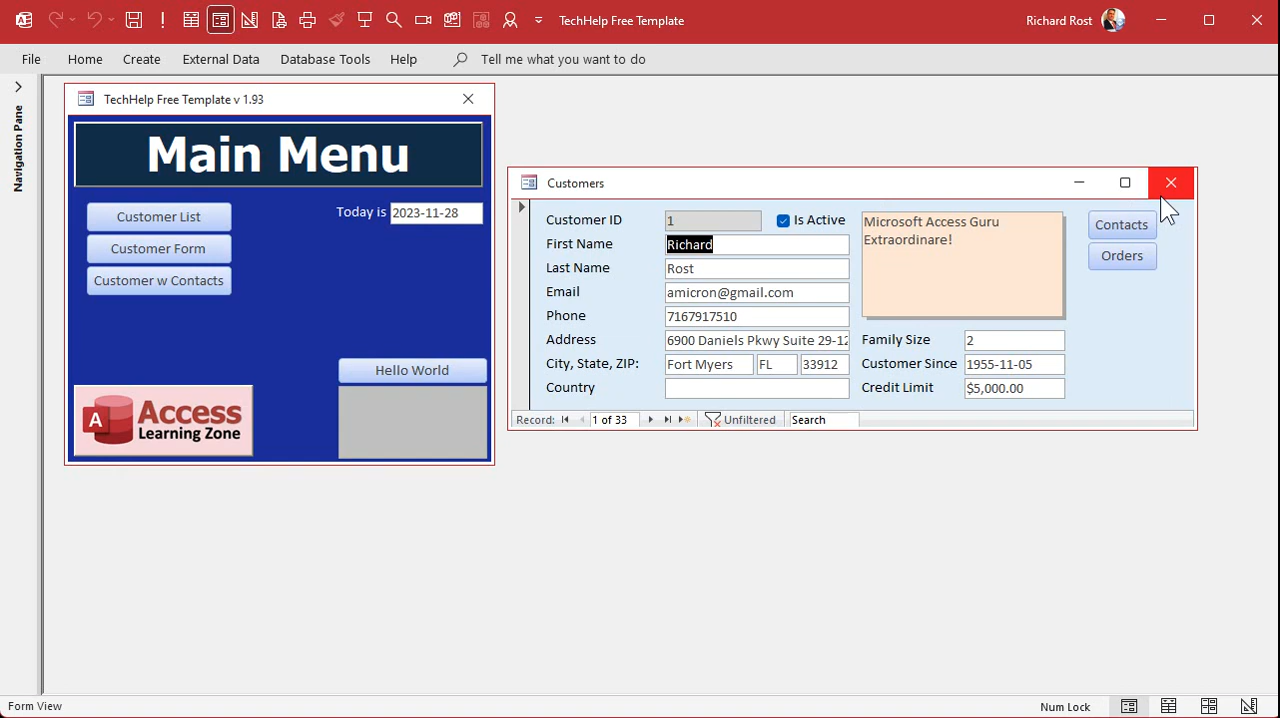 TechHelp Free Template
Richard Rost
File
Home
Create
External Data
Database Tools
Help
Tell me what you want to do
Navigation Pane
TechHelp Free Template v 1.93
Main Menu
Customer List
Today is 2023-11-28
Customer Form
Customer w Contacts
Hello World
Access
Learning Zone
Customers
Customer ID 1
Is Active
First Name Richard
Last Name Rost
Email amicron@gmail.com
Phone 7167917510
Address 6900 Daniels Pkwy Suite 29-12
City, State, ZIP: Fort Myers FL 33912
Country
Microsoft Access Guru
Extraordinare!
Family Size 2
Customer Since 1955-11-05
Credit Limit $5,000.00
Contacts
Orders
Record: 1 of 33 Unfiltered Search
Form View
Num Lock